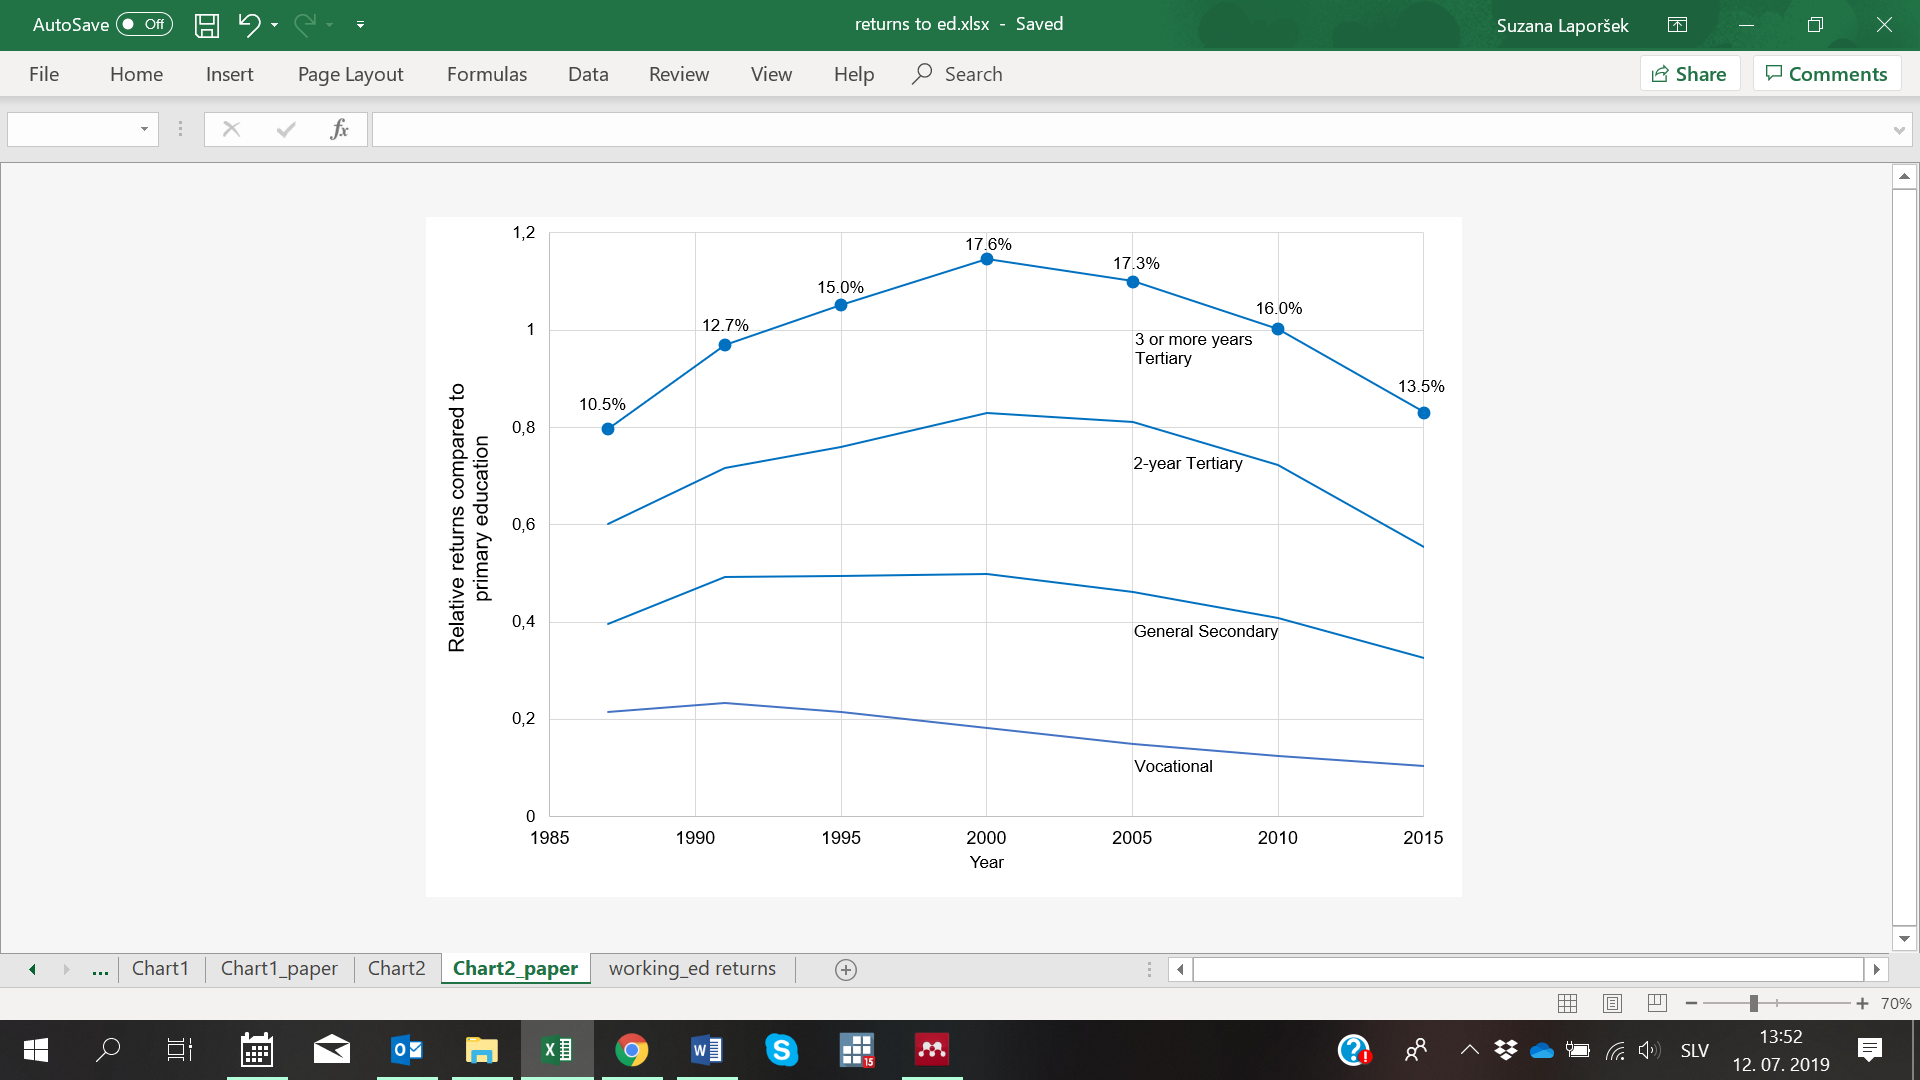 AutoSave Off
returns to ed.xlsx - Saved
Suzana Laporšek
File Home Insert Page Layout Formulas Data Review View Help Search
Share Comments
fx
1,2
1
0,8
0,6
0,4
0,2
0
Relative returns compared to
primary education
10.5%
12.7%
15.0%
17.6%
17.3%
16.0%
13.5%
3 or more years
Tertiary
2-year Tertiary
General Secondary
Vocational
1985 1990 1995 2000 2005 2010 2015
Year
... Chart1 Chart1_paper Chart2 Chart2_paper working_ed returns
70%
15
SLV
13:52
12. 07. 2019